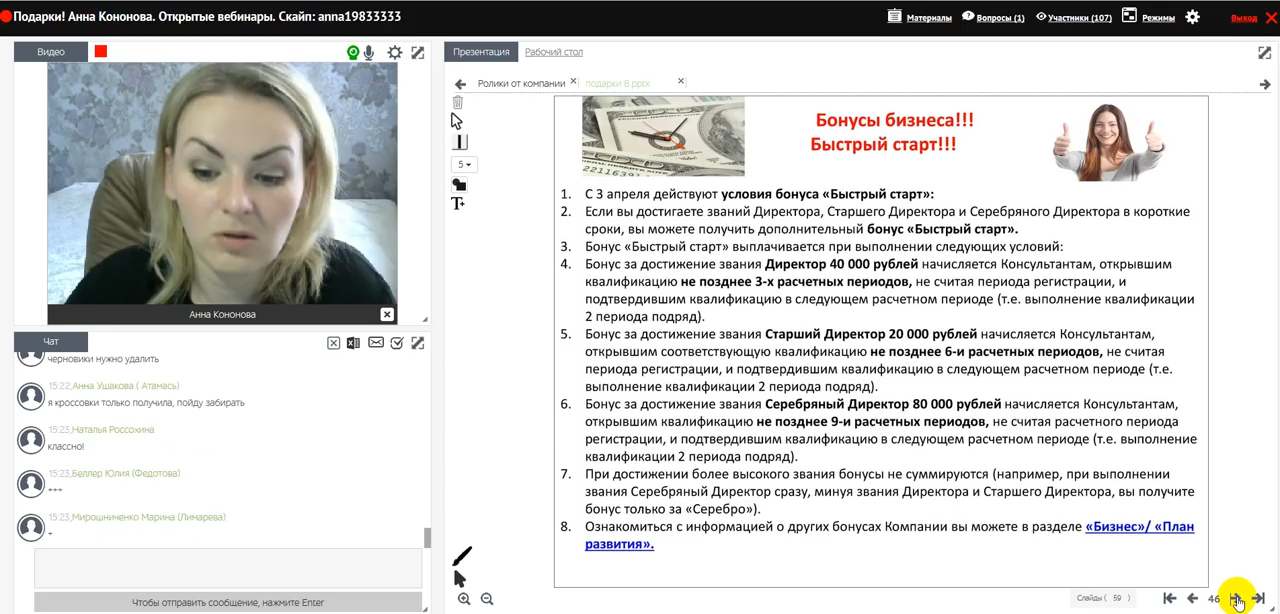 Подарки! Анна Кононова. Открытые вебинары. Скайп: anna19833333
Материалы
Вопросы (1)
Участники (107)
Режимы
Выход
Видео
Анна Кононова
Чат
черновики нужно удалить
15:22, Анна Ушакова ( Атамась)
я кроссовки только получила, пойду забирать
15:23, Наталья Россохина
классно!
15:23, Беллер Юлия (Федотова)
+++
15:23, Мирошниченко Марина (Лимарева)
+
Чтобы отправить сообщение, нажмите Enter
Презентация
Рабочий стол
Ролики от компании
подарки 8.pptx
5
T+
22116391
Бонусы бизнеса!!!
Быстрый старт!!!
1. С 3 апреля действуют условия бонуса «Быстрый старт»:
2. Если вы достигаете званий Директора, Старшего Директора и Серебряного Директора в короткие
сроки, вы можете получить дополнительный бонус «Быстрый старт».
3. Бонус «Быстрый старт» выплачивается при выполнении следующих условий:
4. Бонус за достижение звания Директор 40 000 рублей начисляется Консультантам, открывшим
квалификацию не позднее 3-х расчетных периодов, не считая периода регистрации, и
подтвердившим квалификацию в следующем расчетном периоде (т.е. выполнение квалификации
2 периода подряд).
5. Бонус за достижение звания Старший Директор 20 000 рублей начисляется Консультантам,
открывшим соответствующую квалификацию не позднее 6-и расчетных периодов, не считая
периода регистрации, и подтвердившим квалификацию в следующем расчетном периоде (т.е.
выполнение квалификации 2 периода подряд).
6. Бонус за достижение звания Серебряный Директор 80 000 рублей начисляется Консультантам,
открывшим квалификацию не позднее 9-и расчетных периодов, не считая расчетного периода
регистрации, и подтвердившим квалификацию в следующем расчетном периоде (т.е. выполнение
квалификации 2 периода подряд).
7. При достижении более высокого звания бонусы не суммируются (например, при выполнении
звания Серебряный Директор сразу, минуя звания Директора и Старшего Директора, вы получите
бонус только за «Серебро»).
8. Ознакомиться с информацией о других бонусах Компании вы можете в разделе «Бизнес»/ «План
развития».
Слайды ( 59 )
46